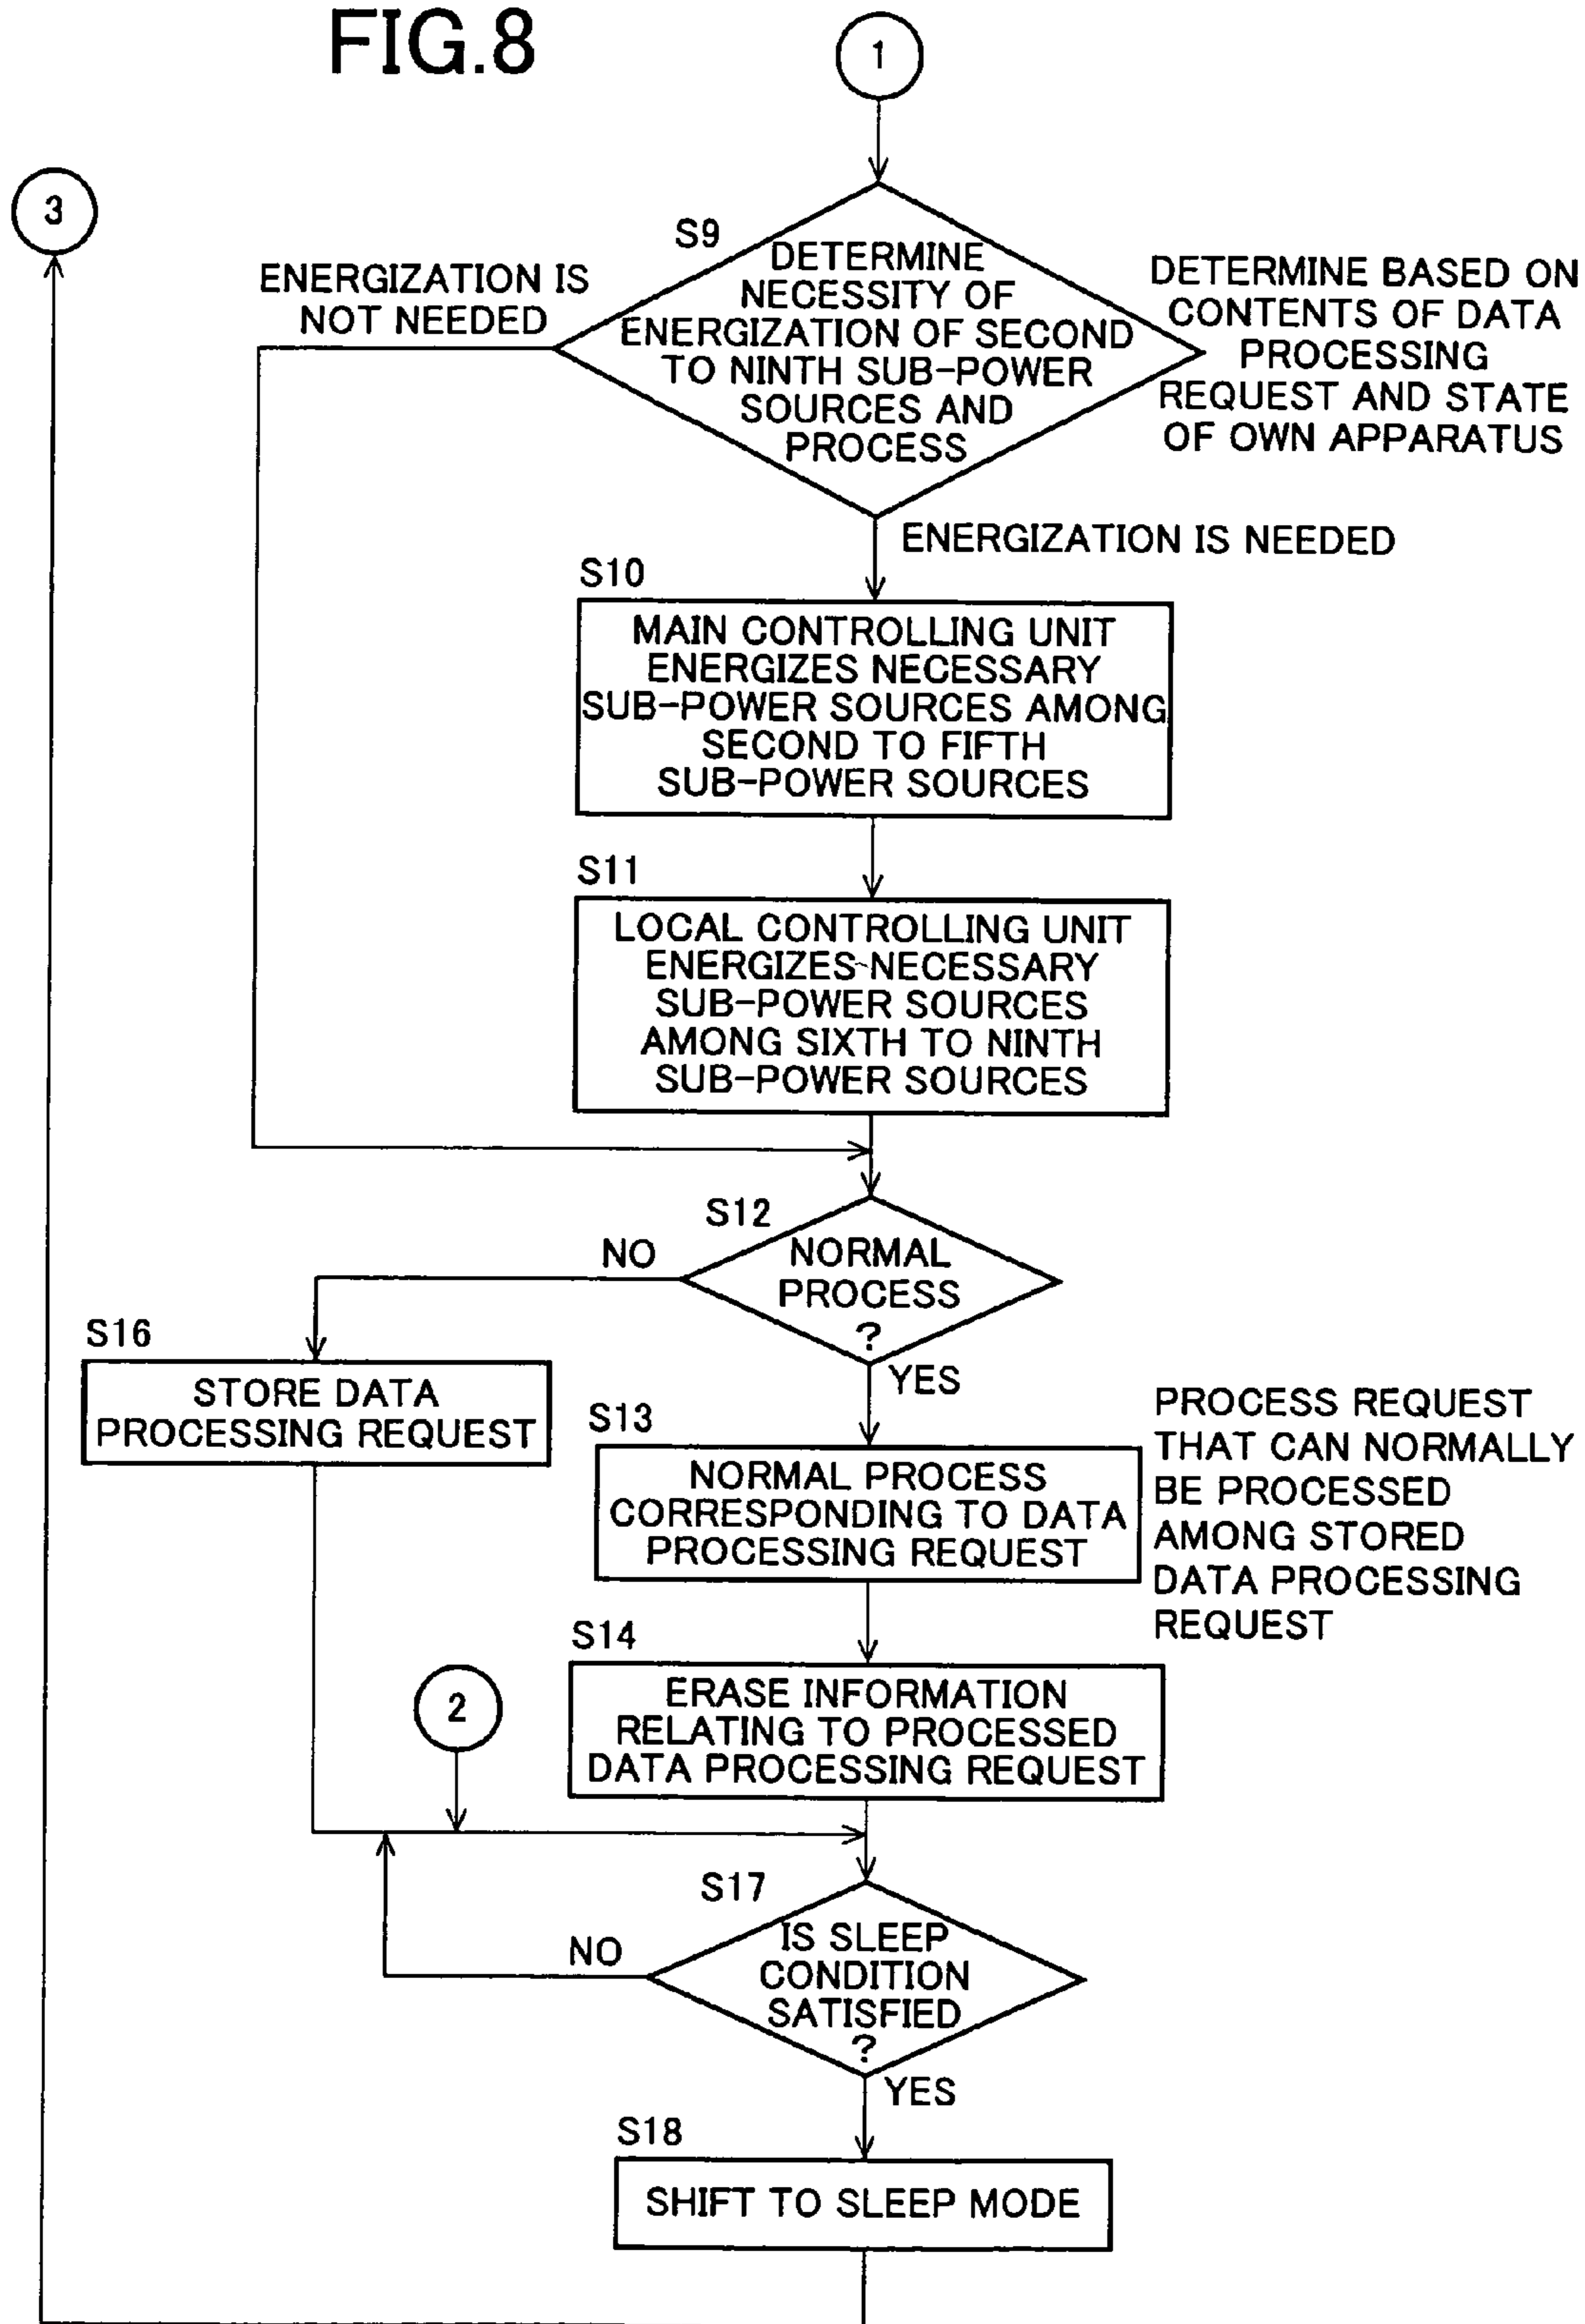 FIG.8
1
3
S9
DETERMINE
NECESSITY OF
ENERGIZATION OF SECOND
TO NINTH SUB-POWER
SOURCES AND
PROCESS
ENERGIZATION IS
NOT NEEDED
DETERMINE BASED ON
CONTENTS OF DATA
PROCESSING
REQUEST AND STATE
OF OWN APPARATUS
ENERGIZATION IS NEEDED
S10
MAIN CONTROLLING UNIT
ENERGIZES NECESSARY
SUB-POWER SOURCES AMONG
SECOND TO FIFTH
SUB-POWER SOURCES
S11
LOCAL CONTROLLING UNIT
ENERGIZES NECESSARY
SUB-POWER SOURCES
AMONG SIXTH TO NINTH
SUB-POWER SOURCES
S12
NORMAL
PROCESS
?
NO
YES
S16
STORE DATA
PROCESSING REQUEST
S13
NORMAL PROCESS
CORRESPONDING TO DATA
PROCESSING REQUEST
PROCESS REQUEST
THAT CAN NORMALLY
BE PROCESSED
AMONG STORED
DATA PROCESSING
REQUEST
S14
ERASE INFORMATION
RELATING TO PROCESSED
DATA PROCESSING REQUEST
2
S17
IS SLEEP
CONDITION
SATISFIED
?
NO
YES
S18
SHIFT TO SLEEP MODE